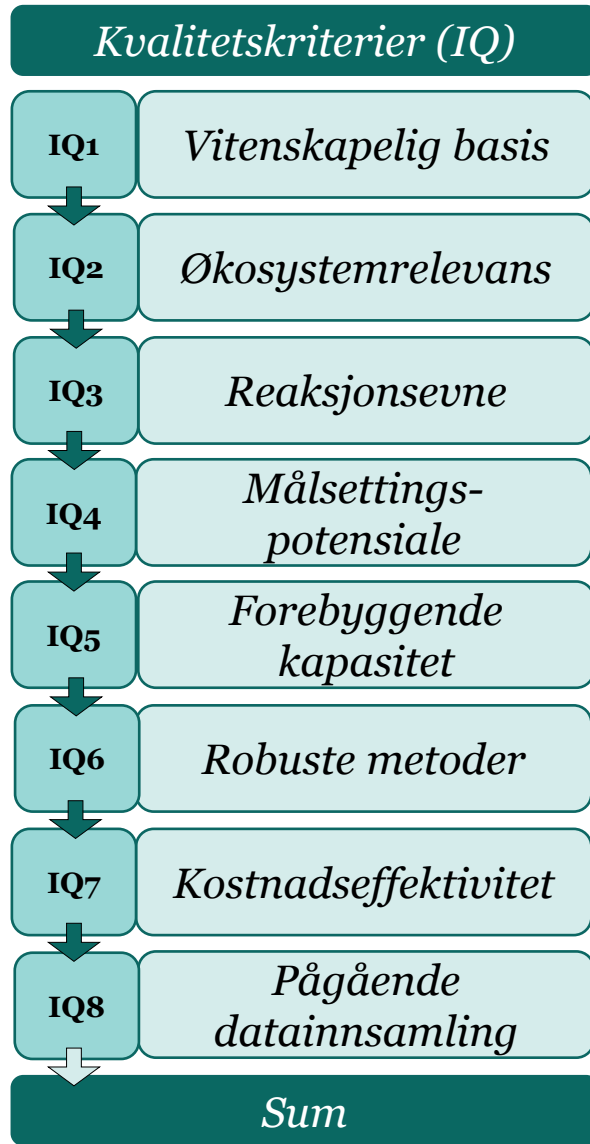 Kvalitetskriterier (IQ)
IQ1
Vitenskapelig basis
IQ2
Økosystemrelevans
IQ3
Reaksjonsevne
IQ4
Målsettings-
potensiale
IQ5
Forebyggende
kapasitet
IQ6
Robuste metoder
IQ7
Kostnadseffektivitet
IQ8
Pågående
datainnsamling
Sum